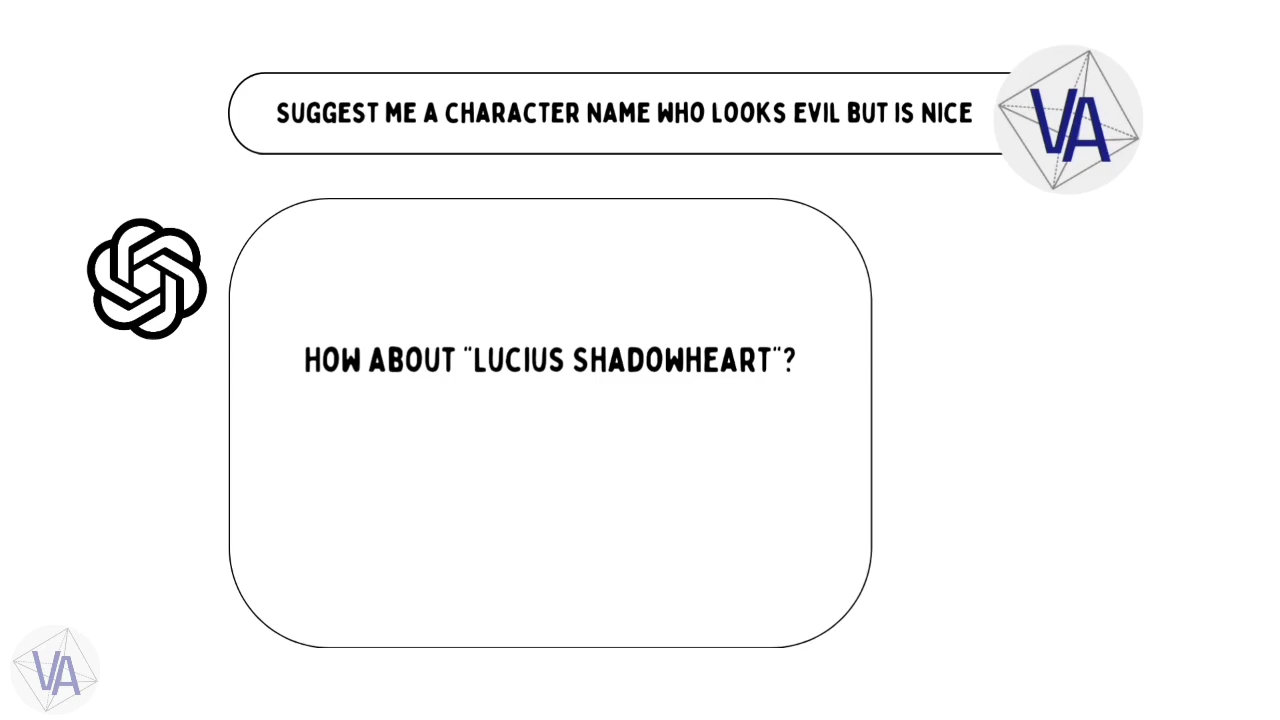 SUGGEST ME A CHARACTER NAME WHO LOOKS EVIL BUT IS NICE
VA
HOW ABOUT "LUCIUS SHADOWHEART"?
VA